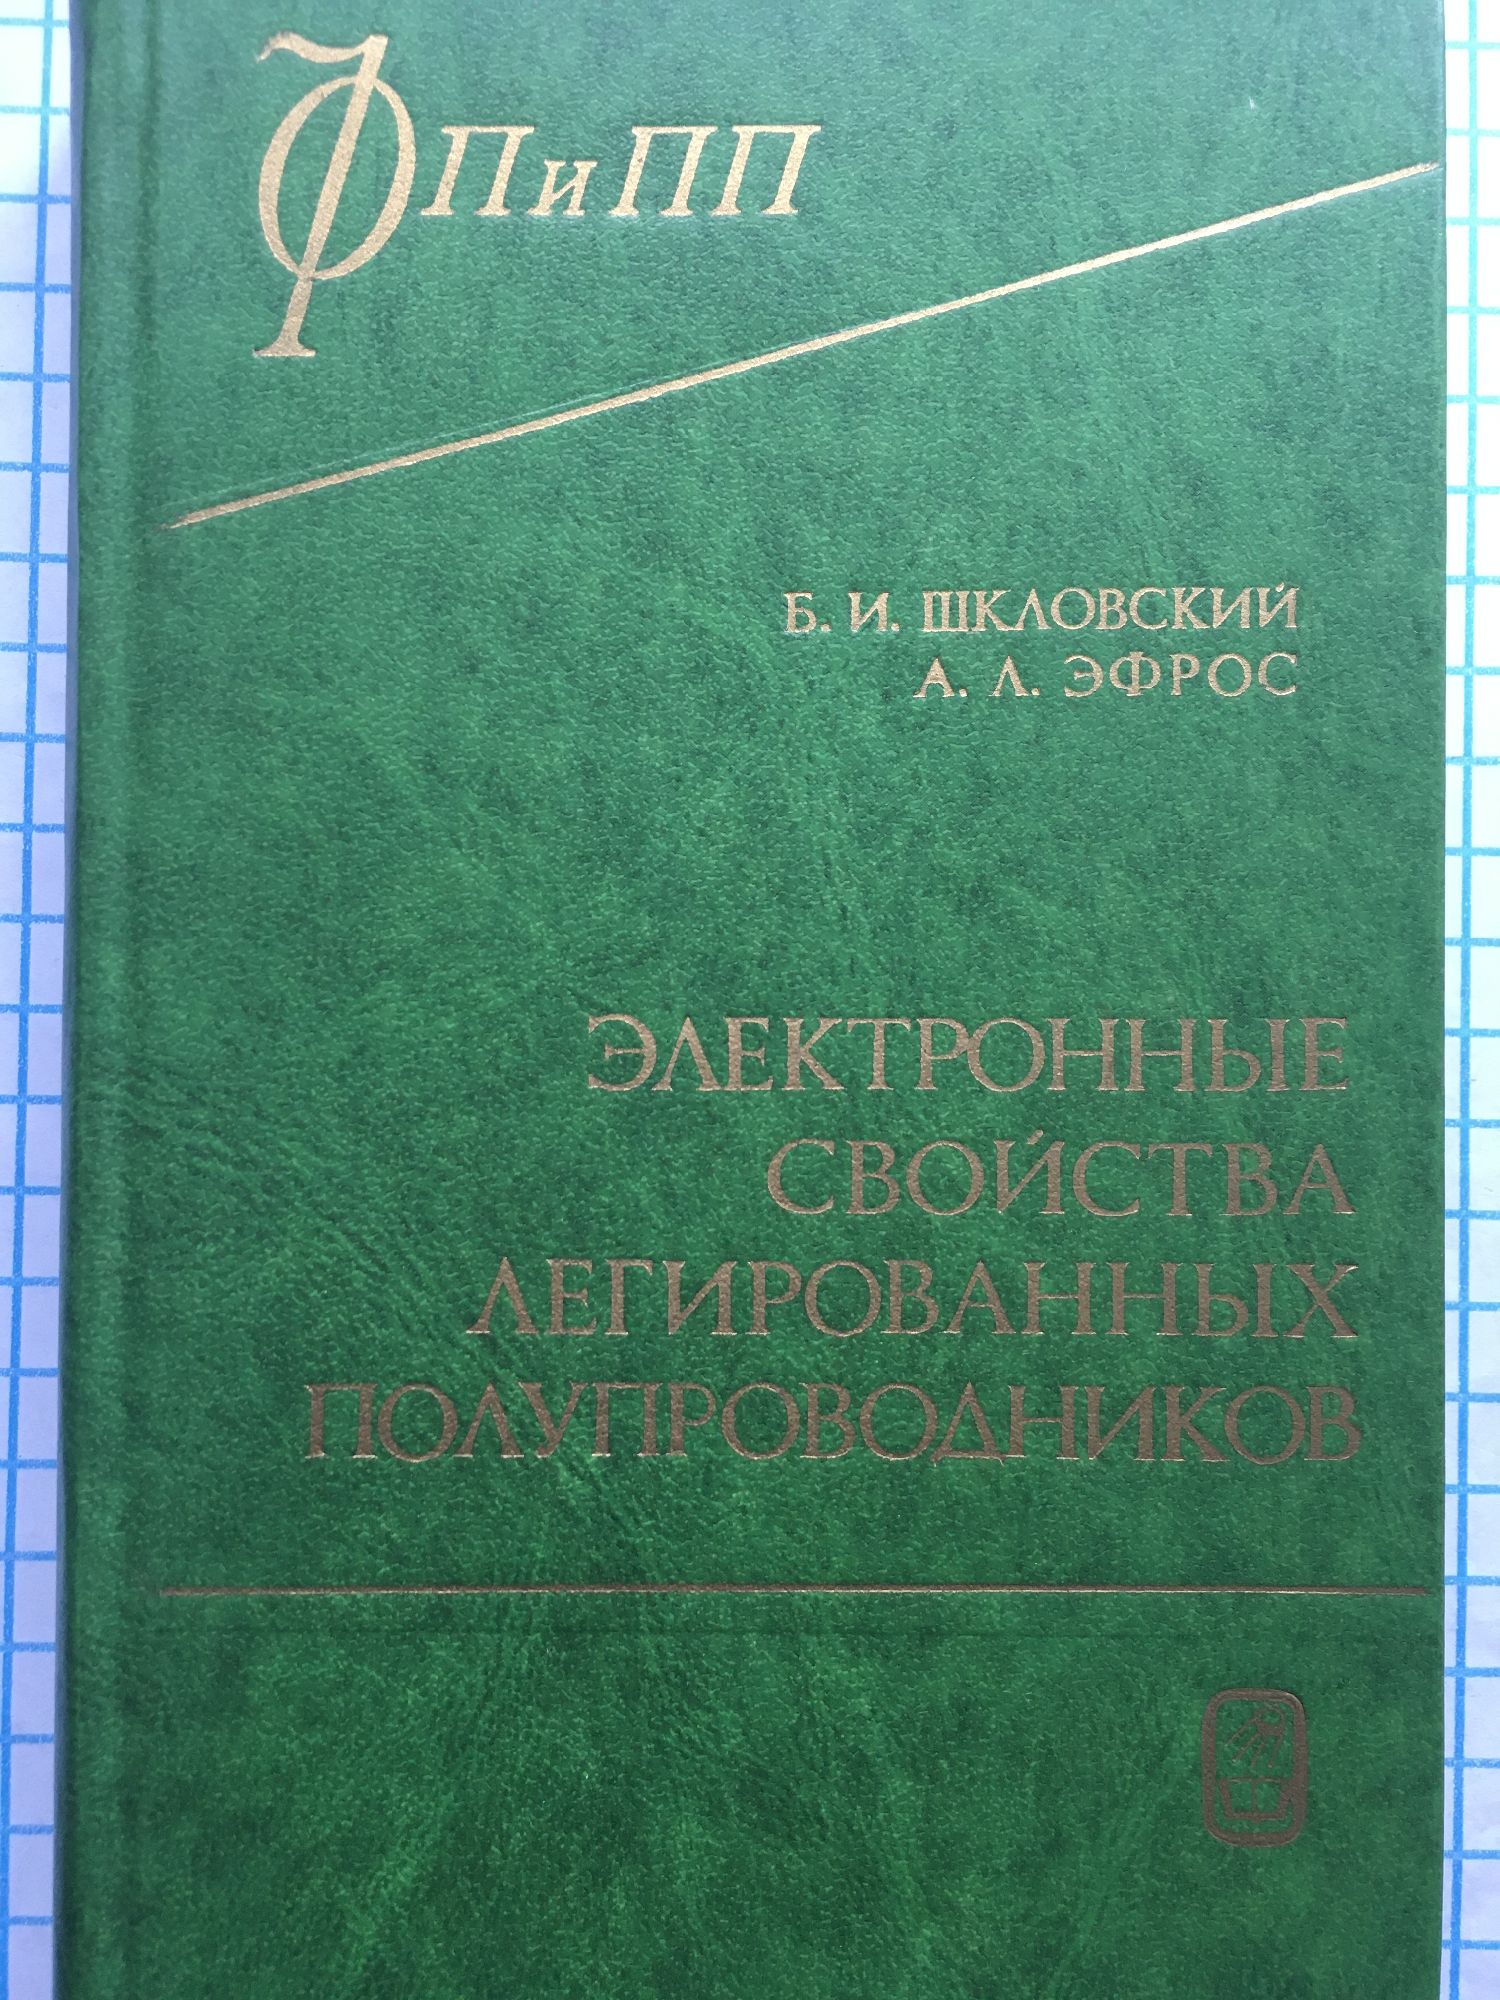 ФПиПП
Б. И. ШКЛОВСКИЙ
А. Л. ЭФРОС
ЭЛЕКТРОННЫЕ
СВОЙСТВА
ЛЕГИРОВАННЫХ
ПОЛУПРОВОДНИКОВ